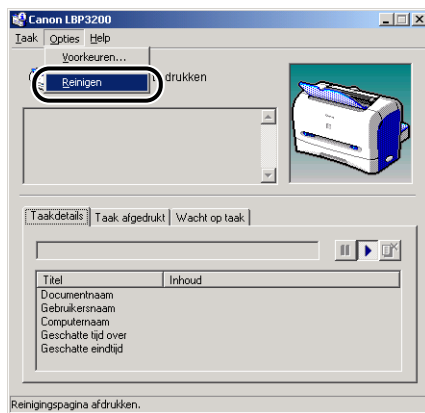 Canon LBP3200
Taak Opties Help
Voorkeuren...
Reinigen
drukken
Taakdetails Taak afgedrukt Wacht op taak
Titel Inhoud
Documentnaam
Gebruikersnaam
Computernaam
Geschatte tijd over
Geschatte eindtijd
Reinigingspagina afdrukken.